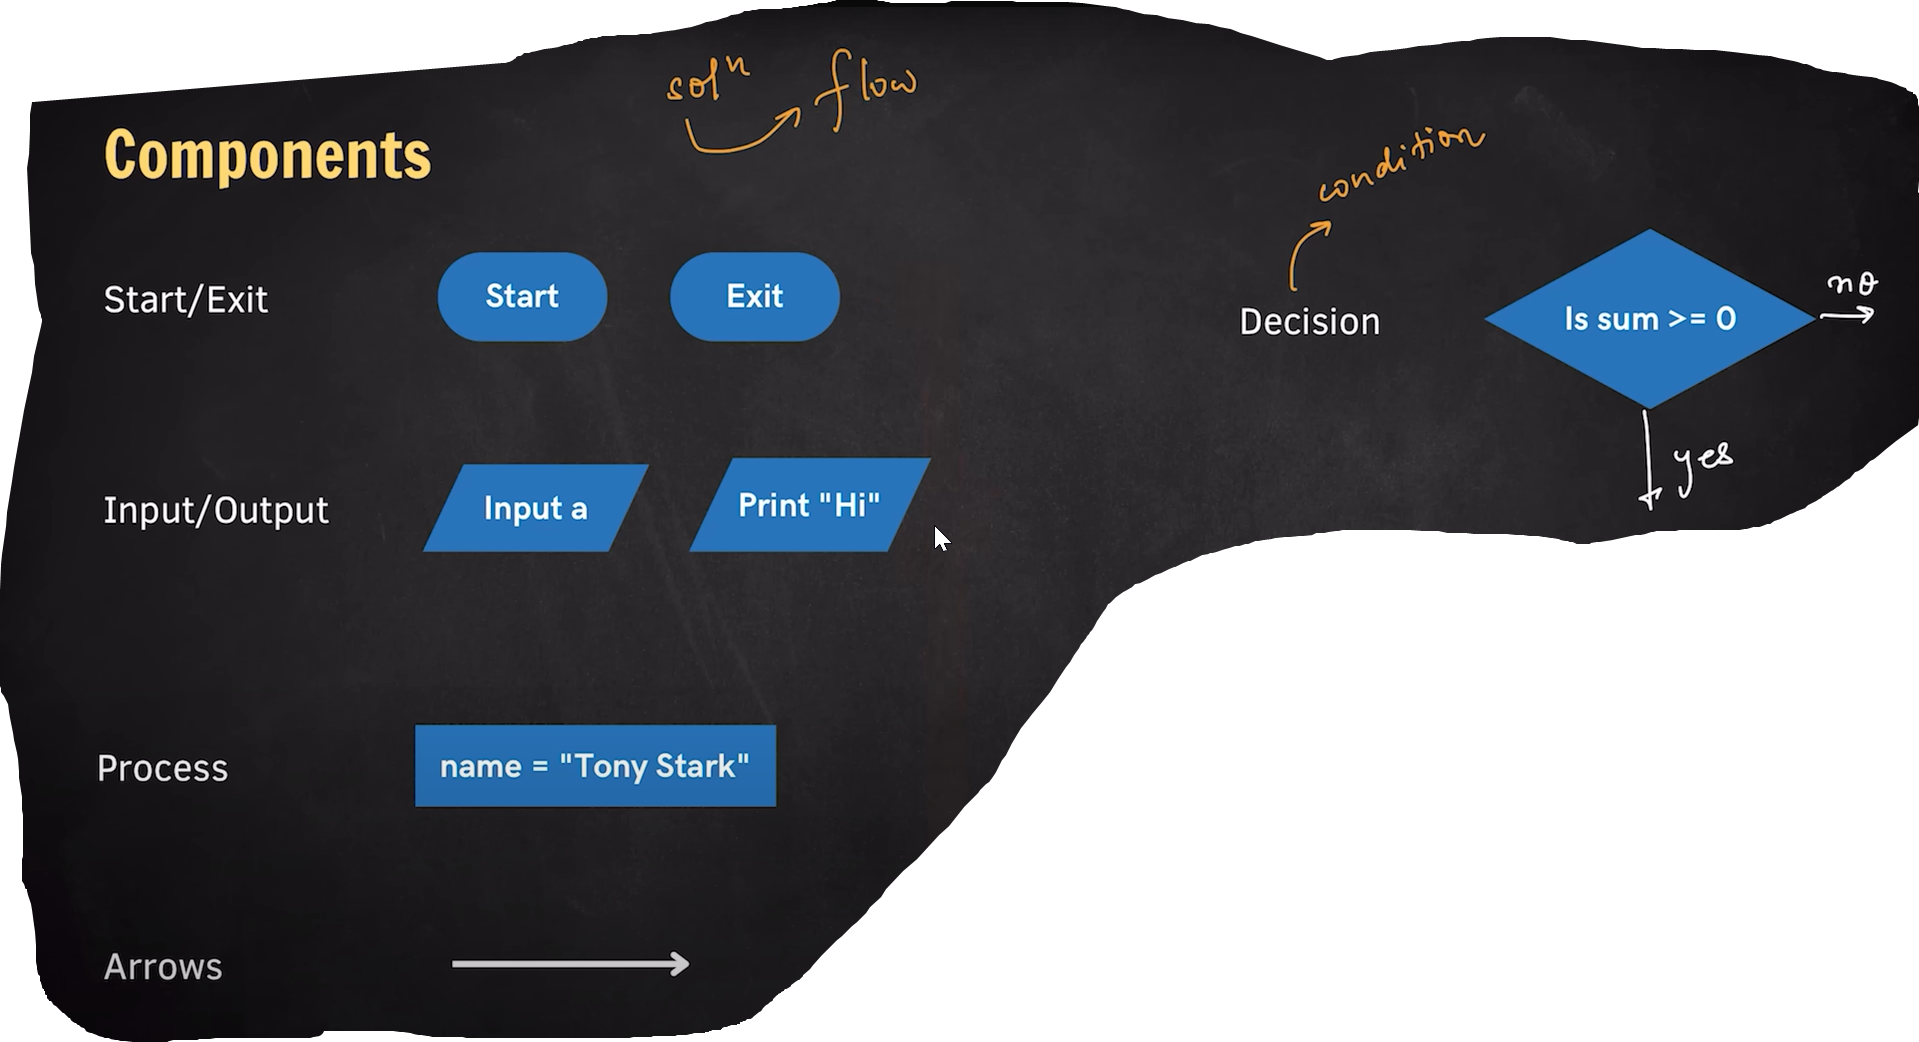 solⁿ flow
Components
condition
Start/Exit Start Exit
Decision Is sum >= 0 no
yes
Input/Output Input a Print "Hi"
Process name = "Tony Stark"
Arrows